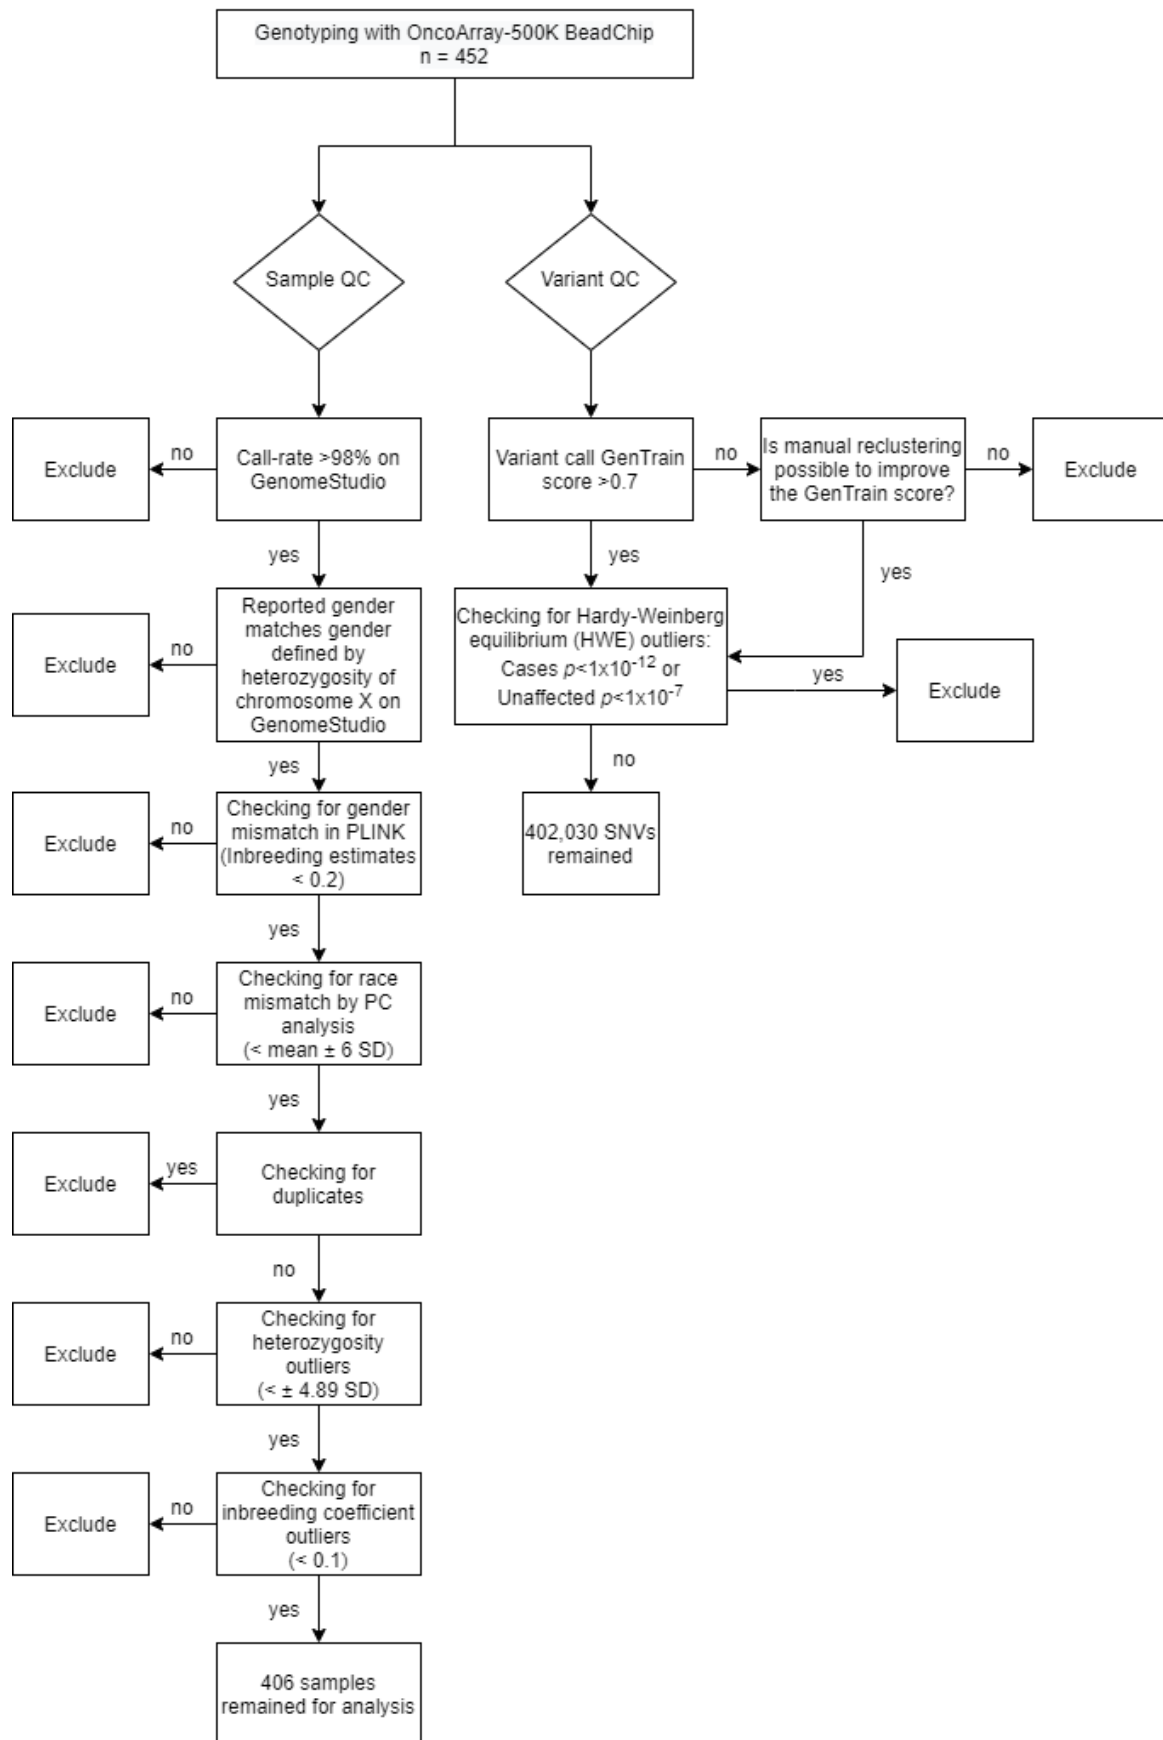 Genotyping with OncoArray-500K BeadChip
n = 452
Sample QC
Variant QC
Exclude
no
Call-rate >98% on
GenomeStudio
Variant call GenTrain
score >0.7
no
Is manual reclustering
possible to improve
the GenTrain score?
no
Exclude
yes
yes
yes
Exclude
no
Reported gender
matches gender
defined by
heterozygosity of
chromosome X on
GenomeStudio
Checking for Hardy-Weinberg
equilibrium (HWE) outliers:
Cases p<1x10⁻¹² or
Unaffected p<1x10⁻⁷
yes
Exclude
yes
no
Exclude
no
Checking for gender
mismatch in PLINK
(Inbreeding estimates
< 0.2)
402,030 SNVs
remained
yes
Exclude
no
Checking for race
mismatch by PC
analysis
(< mean ± 6 SD)
yes
Exclude
yes
Checking for
duplicates
no
Exclude
no
Checking for
heterozygosity
outliers
(< ± 4.89 SD)
yes
Exclude
no
Checking for
inbreeding coefficient
outliers
(< 0.1)
yes
406 samples
remained for analysis